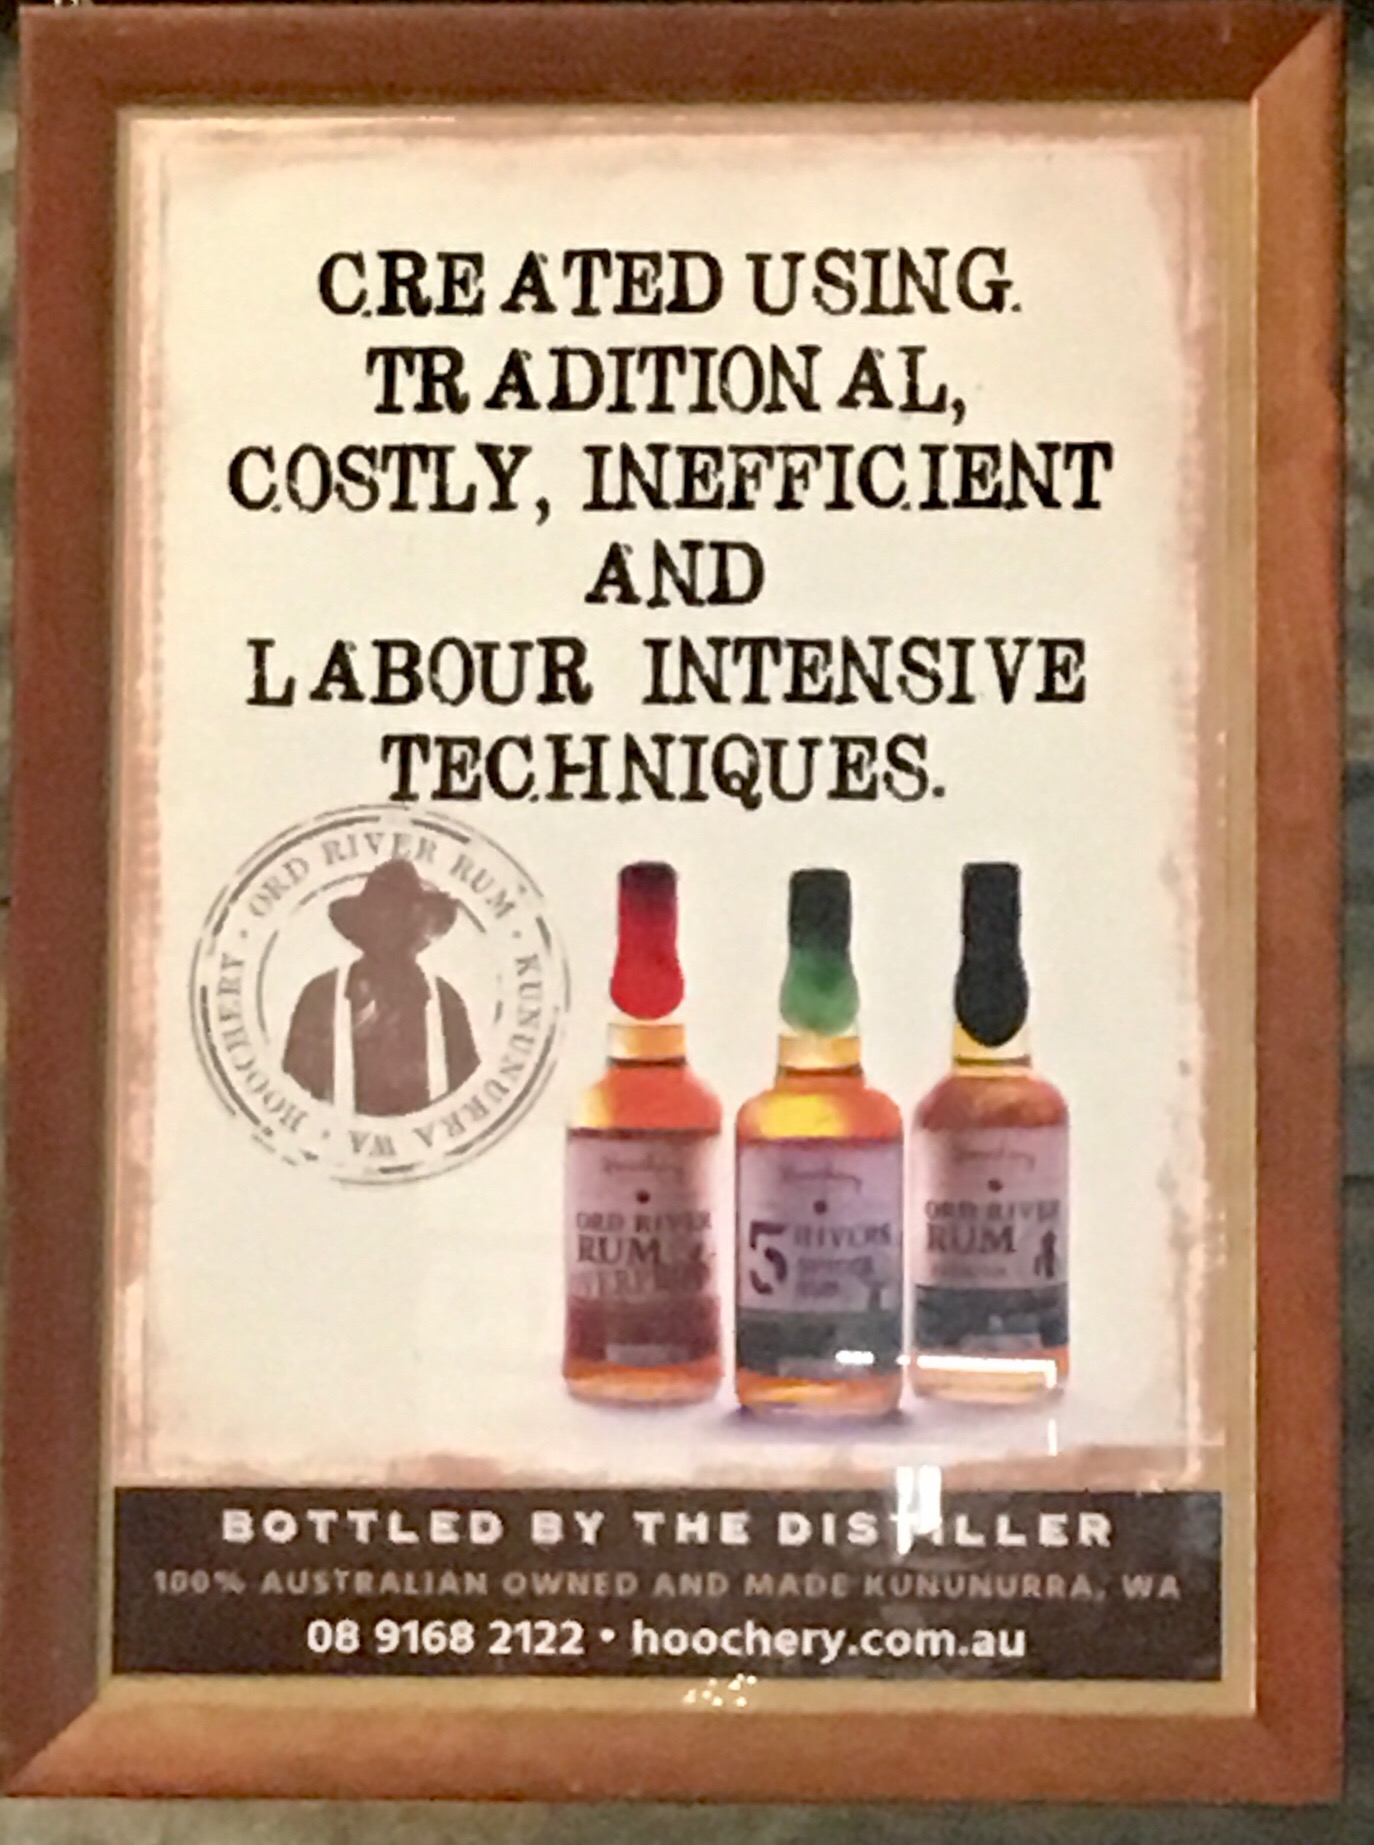 CREATED USING
TRADITIONAL,
COSTLY, INEFFICIENT
AND
LABOUR INTENSIVE
TECHNIQUES.
HOOCHERY · ORD RIVER RUM · KUNUNURRA WA ·
ORD RIVER
RUM
5 RIVERS
RUM
ORD RIVER
RUM
BOTTLED BY THE DISTILLER
100% AUSTRALIAN OWNED AND MADE KUNUNURRA, WA
08 9168 2122 • hoochery.com.au